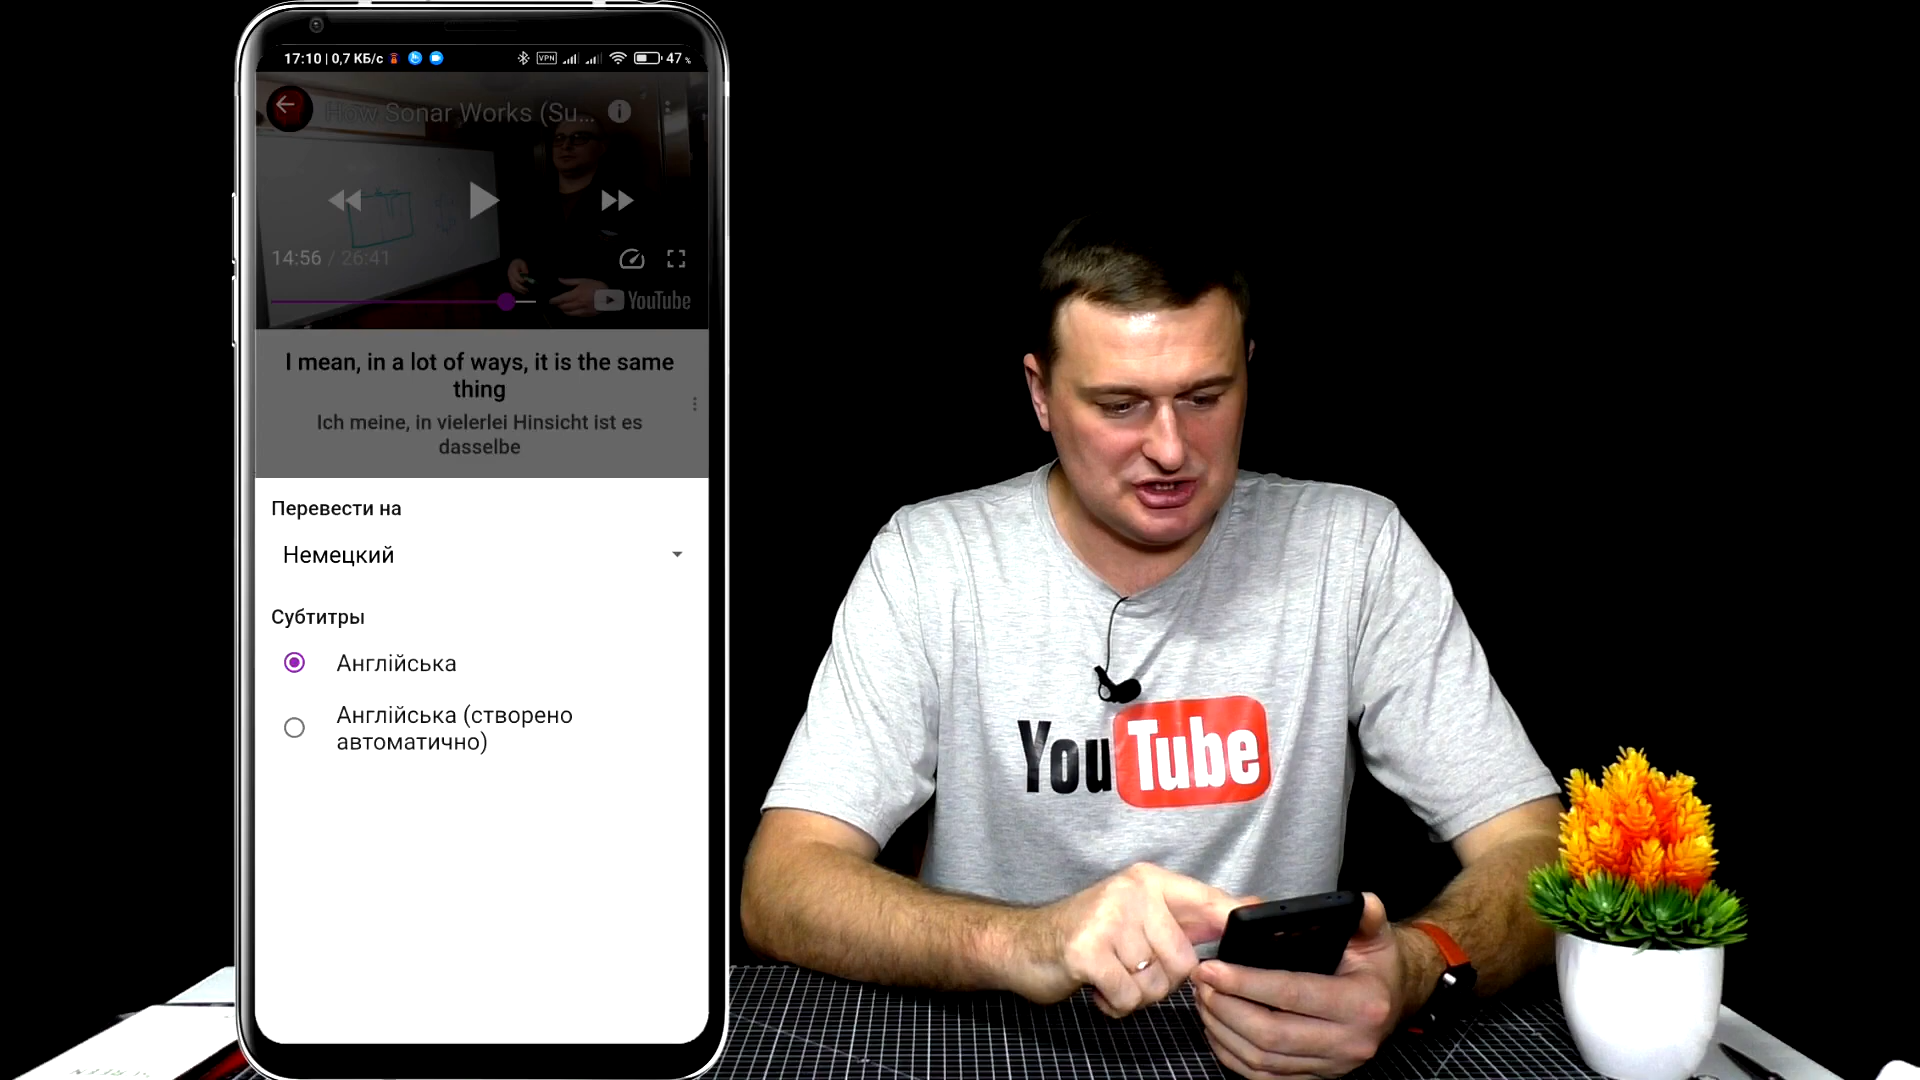 17:10 | 0,7 КБ/с VPN 47 %
How Sonar Works (Su...
14:56 / 26:41
YouTube
I mean, in a lot of ways, it is the same
thing
Ich meine, in vielerlei Hinsicht ist es
dasselbe
Перевести на
Немецкий
Субтитры
Англійська
Англійська (створено
автоматично)
YouTube